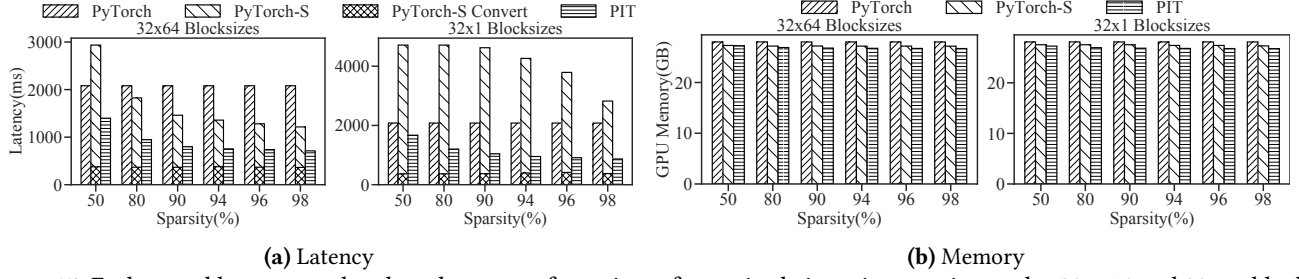 PyTorch PyTorch-S PyTorch-S Convert PIT
32x64 Blocksizes 32x1 Blocksizes
Latency(ms)
3000
2000
1000
0
50 80 90 94 96 98
Sparsity(%)
4000
2000
0
50 80 90 94 96 98
Sparsity(%)
(a) Latency
PyTorch PyTorch-S PIT
32x64 Blocksizes 32x1 Blocksizes
GPU Memory(GB)
20
10
0
50 80 90 94 96 98
Sparsity(%)
20
10
0
50 80 90 94 96 98
Sparsity(%)
(b) Memory